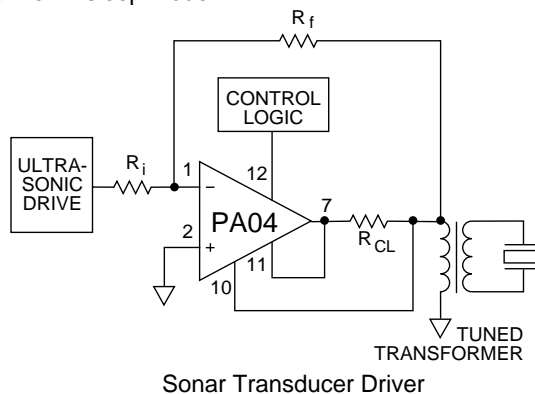 R f
CONTROL
LOGIC
ULTRA-
SONIC
DRIVE
R i
1
12
–
PA04
7
2
+
R CL
11
10
TUNED
TRANSFORMER
Sonar Transducer Driver